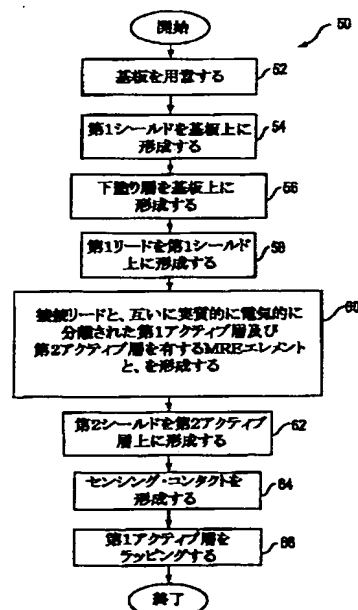 開始
50
基板を用意する
52
第1シールドを基板上に
形成する
54
下塗り層を基板上に
形成する
56
第1リードを第1シールド
上に形成する
58
接続リードと、互いに実質的に電気的に
分離された第1アクティブ層及び
第2アクティブ層を有するMREエレメント
と、を形成する
60
第2シールドを第2アクティブ
層上に形成する
62
センシング・コンタクトを
形成する
64
第1アクティブ層を
ラッピングする
66
終了